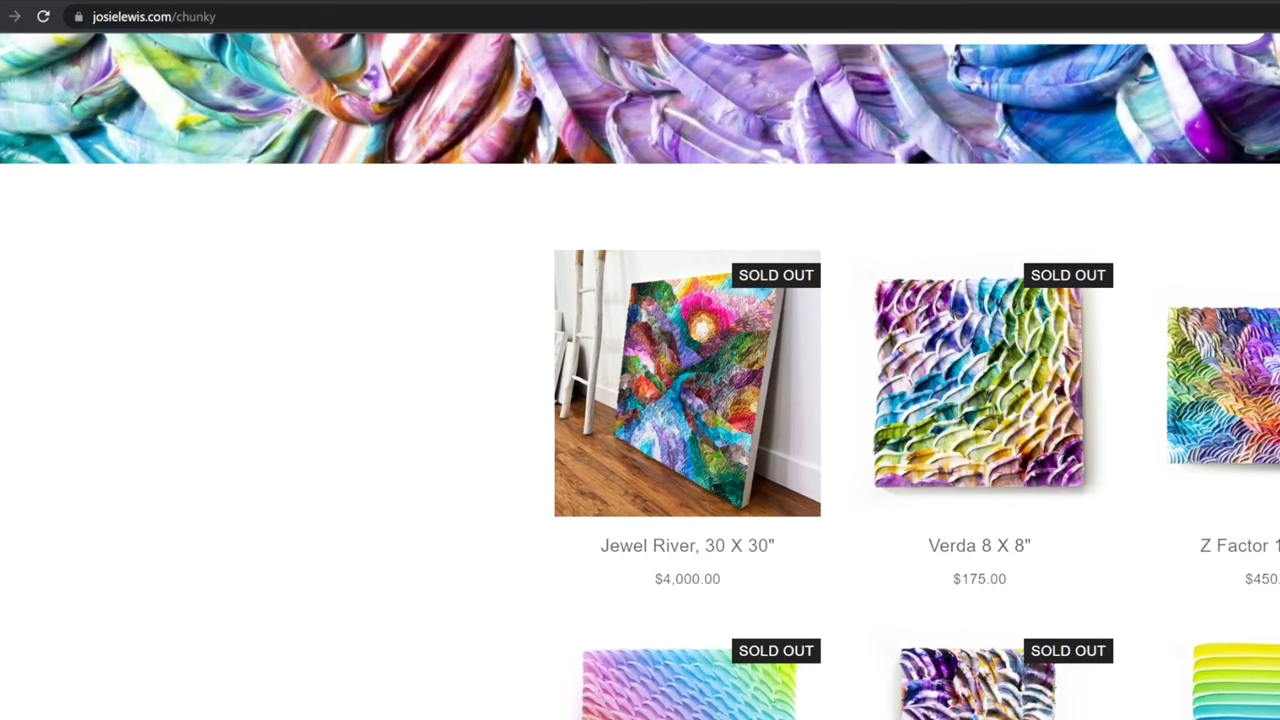 josielewis.com/chunky
SOLD OUT
SOLD OUT
Jewel River, 30 X 30"
Verda 8 X 8"
Z Factor 1
$4,000.00
$175.00
$450.
SOLD OUT
SOLD OUT